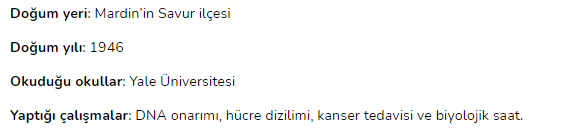 Doğum yeri: Mardin’in Savur ilçesi
Doğum yılı: 1946
Okuduğu okullar: Yale Üniversitesi
Yaptığı çalışmalar: DNA onarımı, hücre dizilimi, kanser tedavisi ve biyolojik saat.